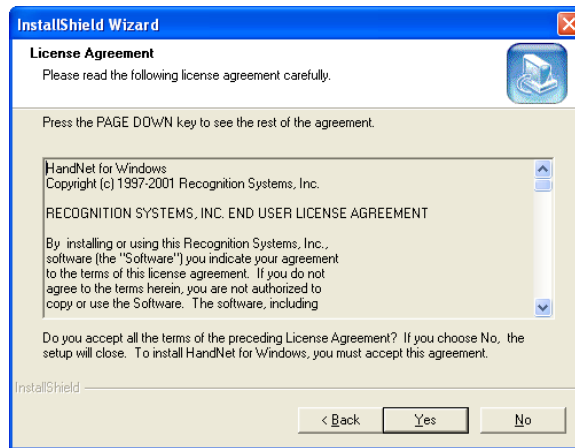 InstallShield Wizard
License Agreement
Please read the following license agreement carefully.
Press the PAGE DOWN key to see the rest of the agreement.
HandNet for Windows
Copyright (c) 1997-2001 Recognition Systems, Inc.
RECOGNITION SYSTEMS, INC. END USER LICENSE AGREEMENT
By  installing or using this Recognition Systems, Inc.,
software (the "Software") you indicate your agreement
to the terms of this license agreement.  If you do not
agree to the terms herein, you are not authorized to
copy or use the Software.  The software, including
Do you accept all the terms of the preceding License Agreement?  If you choose No,  the
setup will close.  To install HandNet for Windows, you must accept this agreement.
InstallShield
< Back
Yes
No